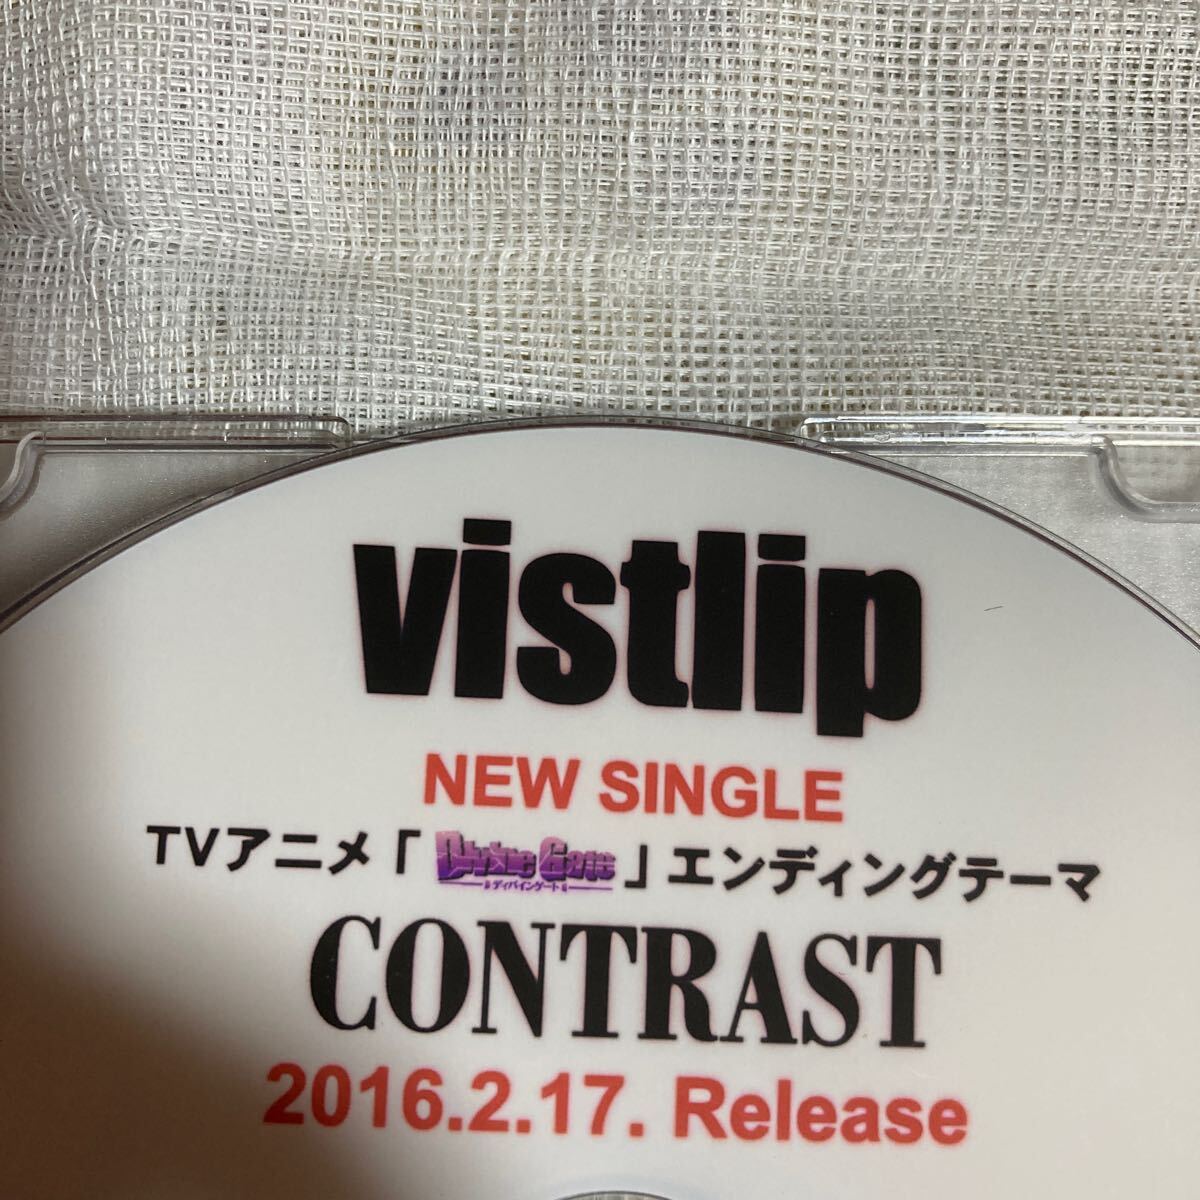 vistlip
NEW SINGLE
TVアニメ「Divine Gate」エンディングテーマ
ディバインゲート
CONTRAST
2016.2.17. Release